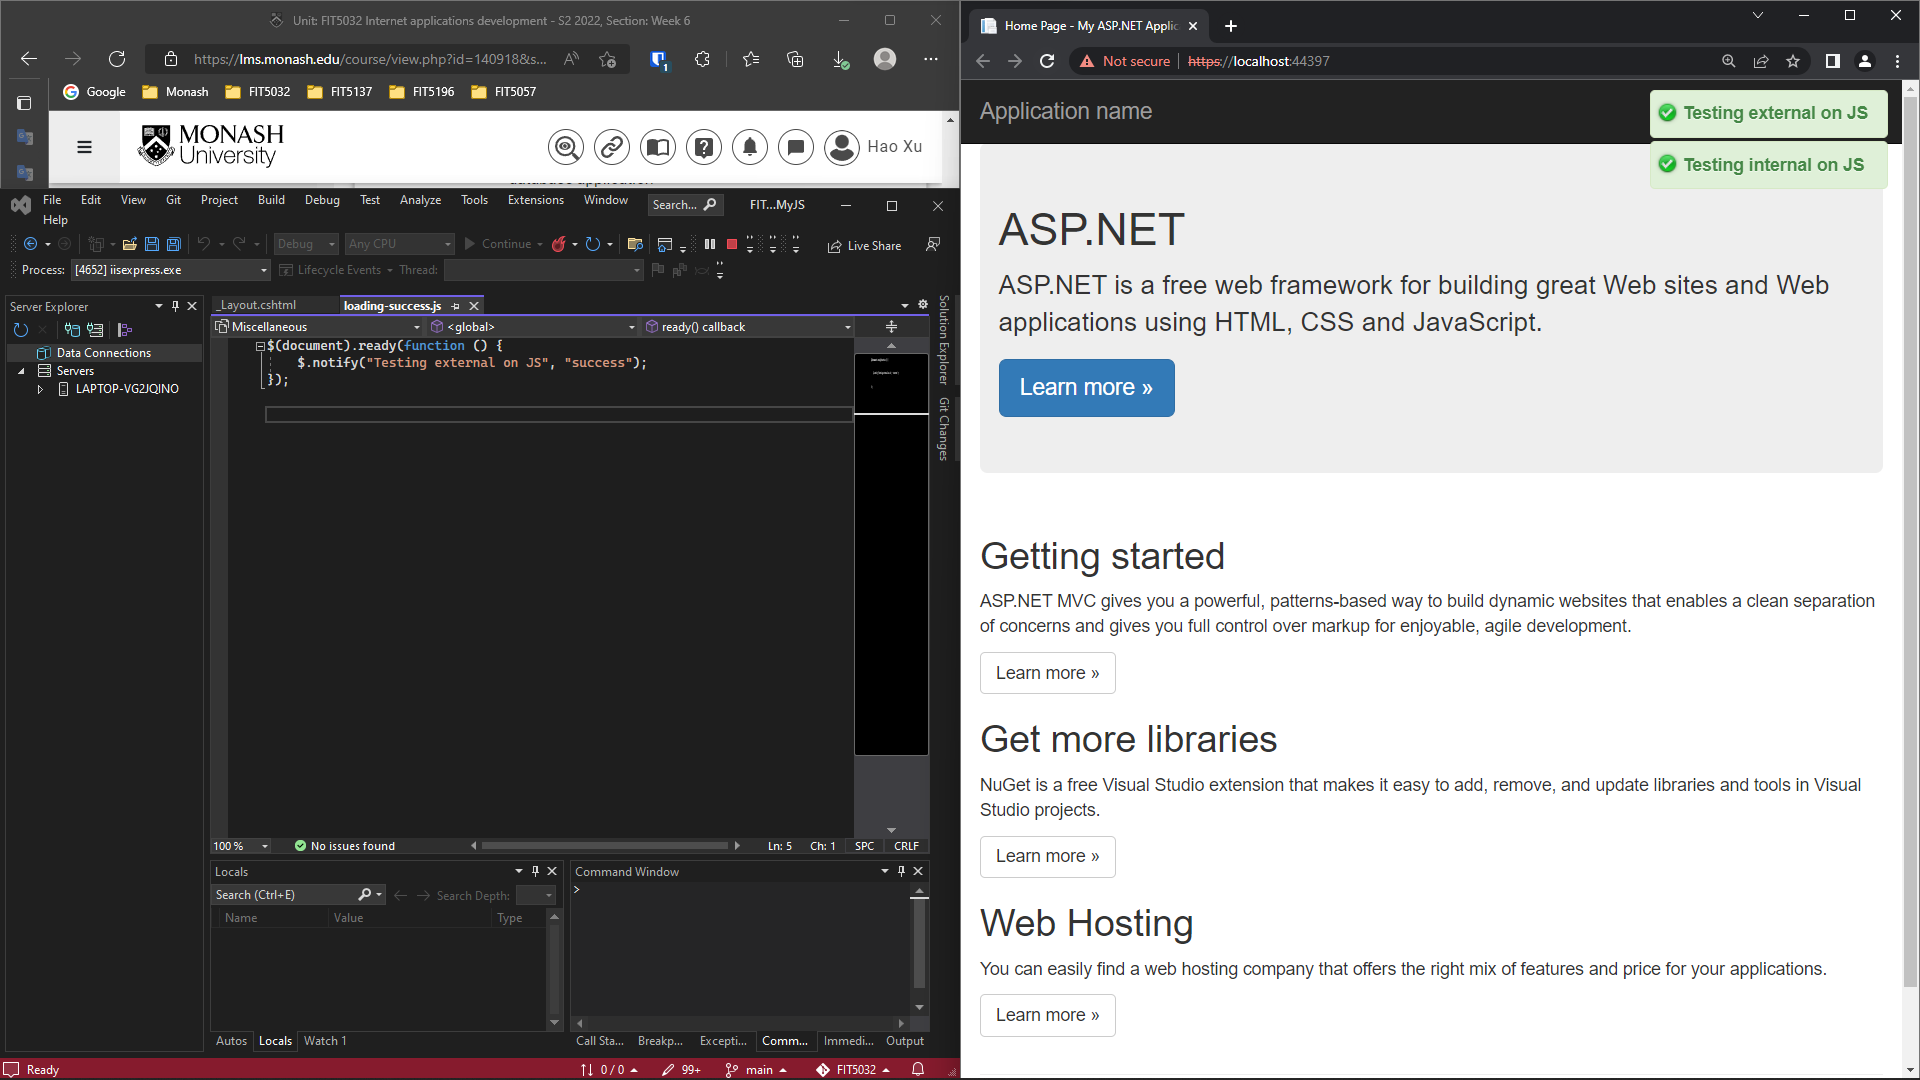 Unit: FIT5032 Internet applications development - S2 2022, Section: Week 6
https://lms.monash.edu/course/view.php?id=140918&s...
Google Monash FIT5032 FIT5137 FIT5196 FIT5057
MONASH University
Hao Xu
File Edit View Git Project Build Debug Test Analyze Tools Extensions Window Search... FIT...MyJS
Help
Debug Any CPU Continue Live Share
Process: [4652] iisexpress.exe Lifecycle Events Thread:
Server Explorer
Data Connections
Servers
LAPTOP-VG2JQINO
_Layout.cshtml loading-success.js
Miscellaneous <global> ready() callback
$(document).ready(function () {
$.notify("Testing external on JS", "success");
});
Solution Explorer
Git Changes
100 % No issues found Ln: 5 Ch: 1 SPC CRLF
Locals
Search (Ctrl+E) Search Depth:
Name Value Type
Autos Locals Watch 1
Command Window
>
Call Sta... Breakp... Excepti... Comm... Immedi... Output
Ready 0 / 0 99+ main FIT5032
Home Page - My ASP.NET Applic
Not secure https://localhost:44397
Application name
Testing external on JS
Testing internal on JS
ASP.NET
ASP.NET is a free web framework for building great Web sites and Web
applications using HTML, CSS and JavaScript.
Learn more »
Getting started
ASP.NET MVC gives you a powerful, patterns-based way to build dynamic websites that enables a clean separation
of concerns and gives you full control over markup for enjoyable, agile development.
Learn more »
Get more libraries
NuGet is a free Visual Studio extension that makes it easy to add, remove, and update libraries and tools in Visual
Studio projects.
Learn more »
Web Hosting
You can easily find a web hosting company that offers the right mix of features and price for your applications.
Learn more »